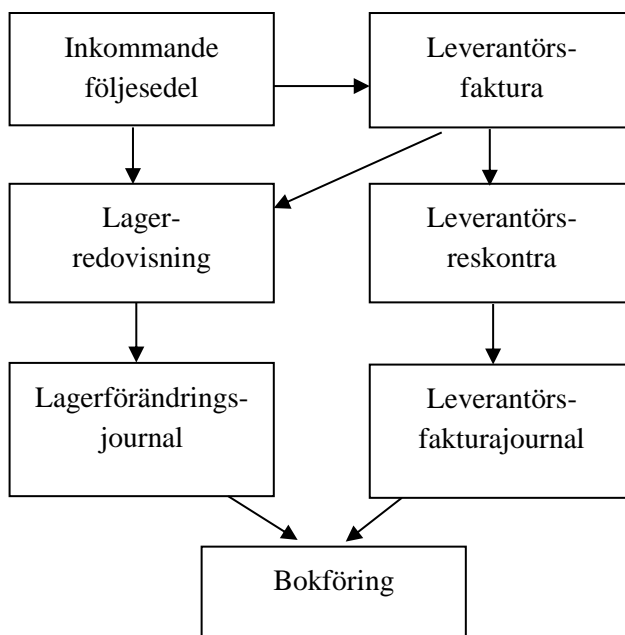 Inkommande
följesedel
Leverantörs-
faktura
Lager-
redovisning
Leverantörs-
reskontra
Lagerförändrings-
journal
Leverantörs-
fakturajournal
Bokföring